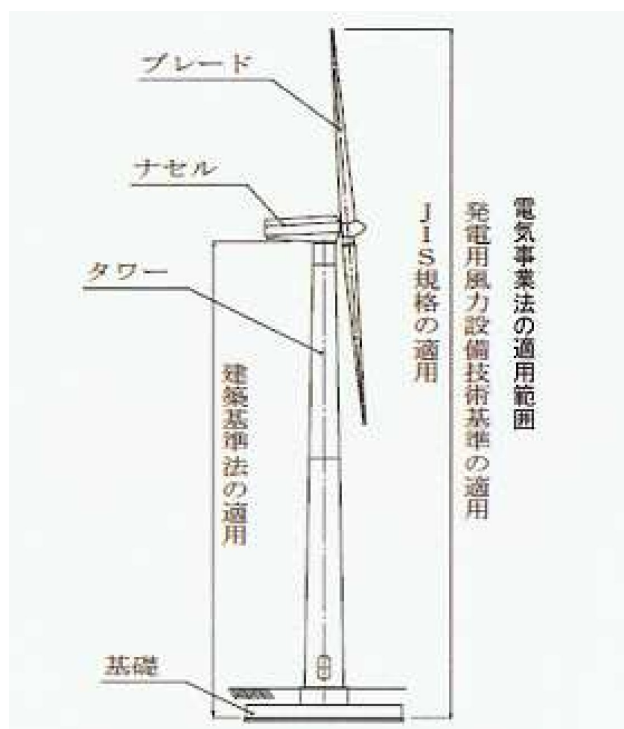 ブレード
ナセル
タワー
基礎
建築基準法の適用
JIS規格の適用
発電用風力設備技術基準の適用
電気事業法の適用範囲